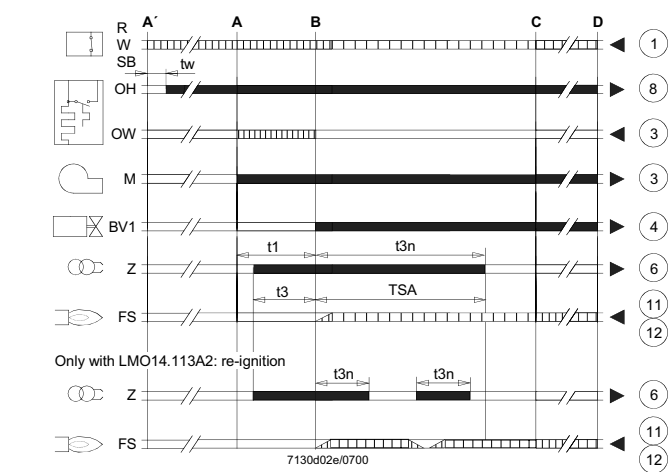 A´ A B C D
R
W 1
SB tw
OH 8
OW 3
M 3
BV1 4
t1 t3n
Z 6
t3 TSA
11
FS
12
Only with LMO14.113A2: re-ignition
t3n t3n
Z 6
11
FS
7130d02e/0700 12